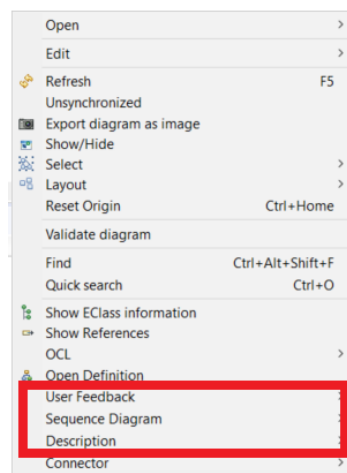 Open
Edit
Refresh F5
Unsynchronized
Export diagram as image
Show/Hide
Select
Layout
Reset Origin Ctrl+Home
Validate diagram
Find Ctrl+Alt+Shift+F
Quick search Ctrl+O
Show EClass information
Show References
OCL
Open Definition
User Feedback
Sequence Diagram
Description
Connector